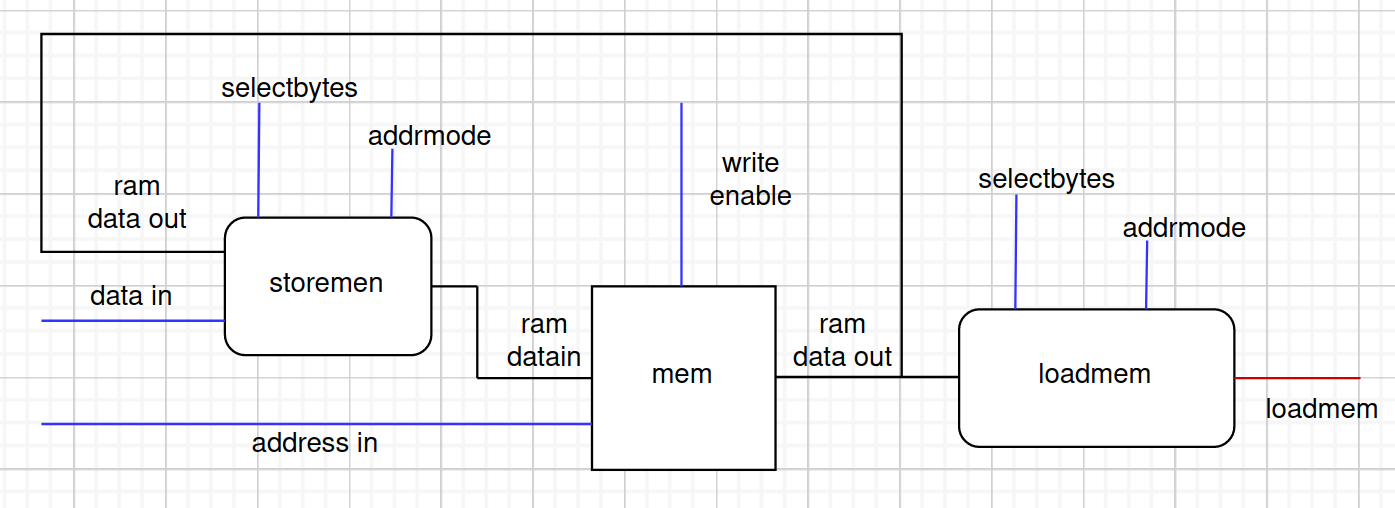 selectbytes
addrmode
ram
data out
storemen
data in
write
enable
ram
datain
mem
ram
data out
selectbytes
addrmode
loadmem
loadmem
address in